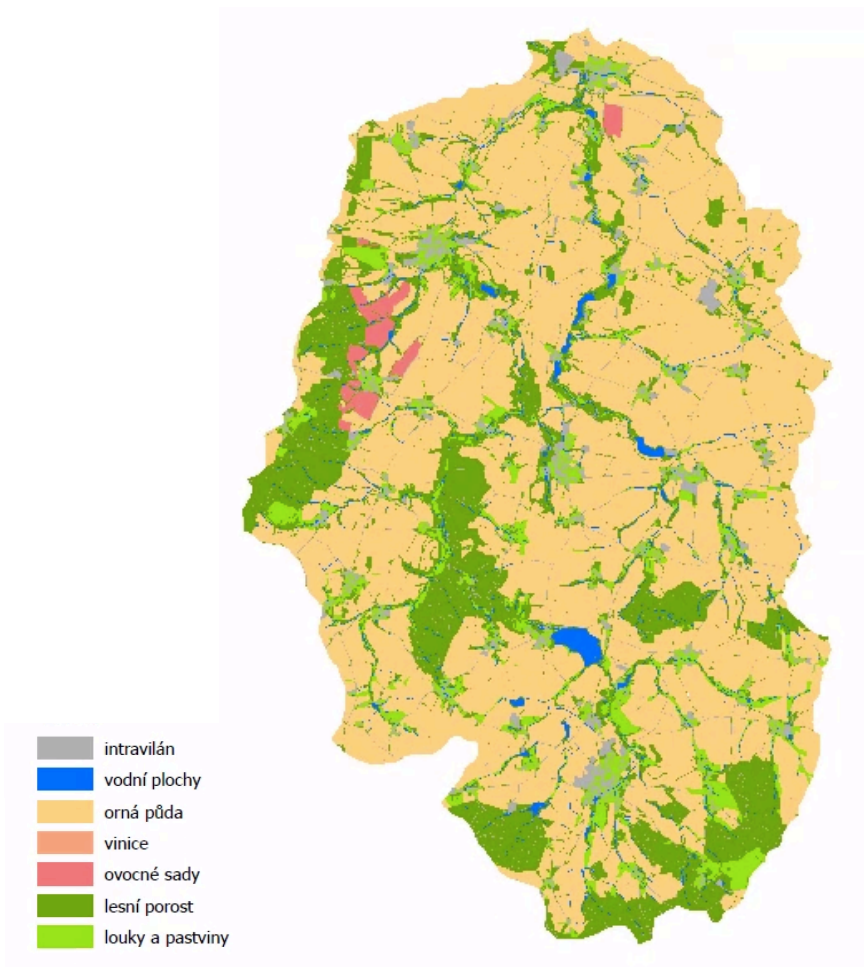 intravilán
vodní plochy
orná půda
vinice
ovocné sady
lesní porost
louky a pastviny